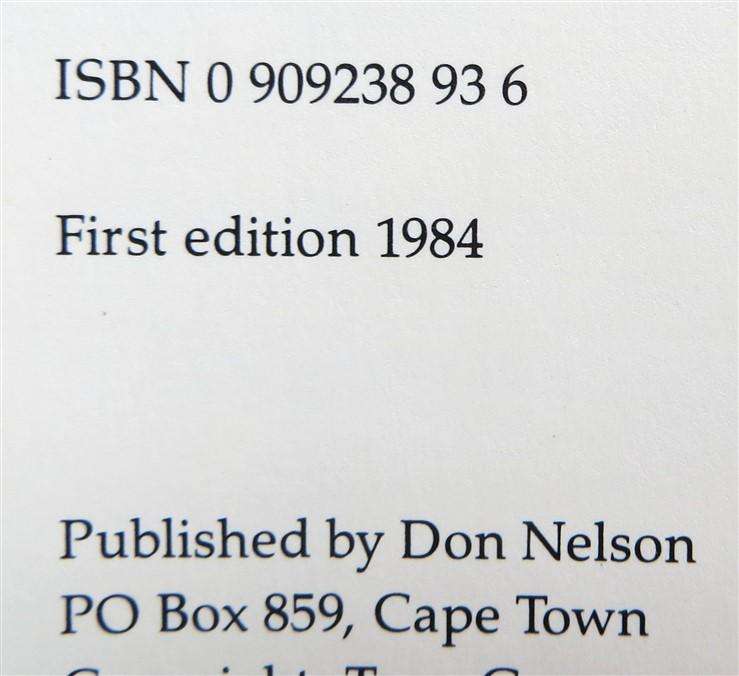 ISBN 0 909238 93 6
First edition 1984
Published by Don Nelson
PO Box 859, Cape Town